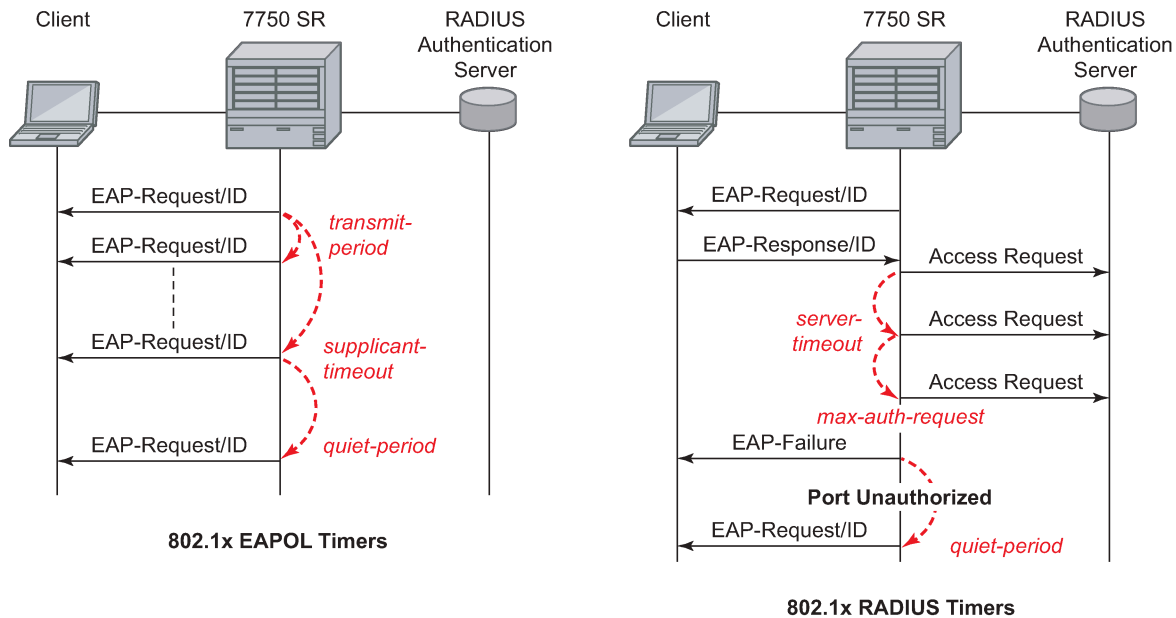 Client
7750 SR
RADIUS
Authentication
Server
EAP-Request/ID
transmit-
period
EAP-Request/ID
EAP-Request/ID
supplicant-
timeout
EAP-Request/ID
quiet-period
802.1x EAPOL Timers
Client
7750 SR
RADIUS
Authentication
Server
EAP-Request/ID
EAP-Response/ID
Access Request
server-
timeout
Access Request
Access Request
max-auth-request
EAP-Failure
Port Unauthorized
EAP-Request/ID
quiet-period
802.1x RADIUS Timers